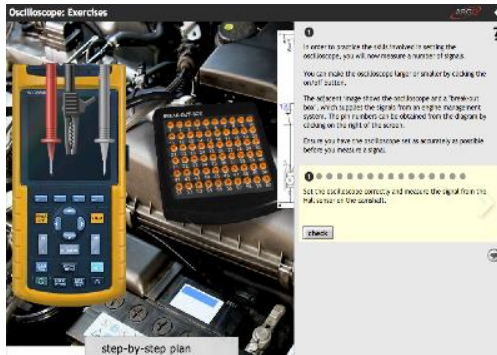 Oscilloscope: Exercises
In order to practice the skills involved in setting the
oscilloscope, you will now measure a number of signals.
You can make the oscilloscope larger or smaller by clicking the
on/off button.
The adjacent image shows the oscilloscope and a "break-out
box", which supplies the signals from an engine management
system. The pin numbers can be obtained from the diagram by
clicking on the right of the screen.
Ensure you have the oscilloscope set as accurately as possible
before you measure a signal.
BREAK-OUT-BOX
Set the oscilloscope correctly and measure the signal from the
Hall sensor on the camshaft.
check
step-by-step plan